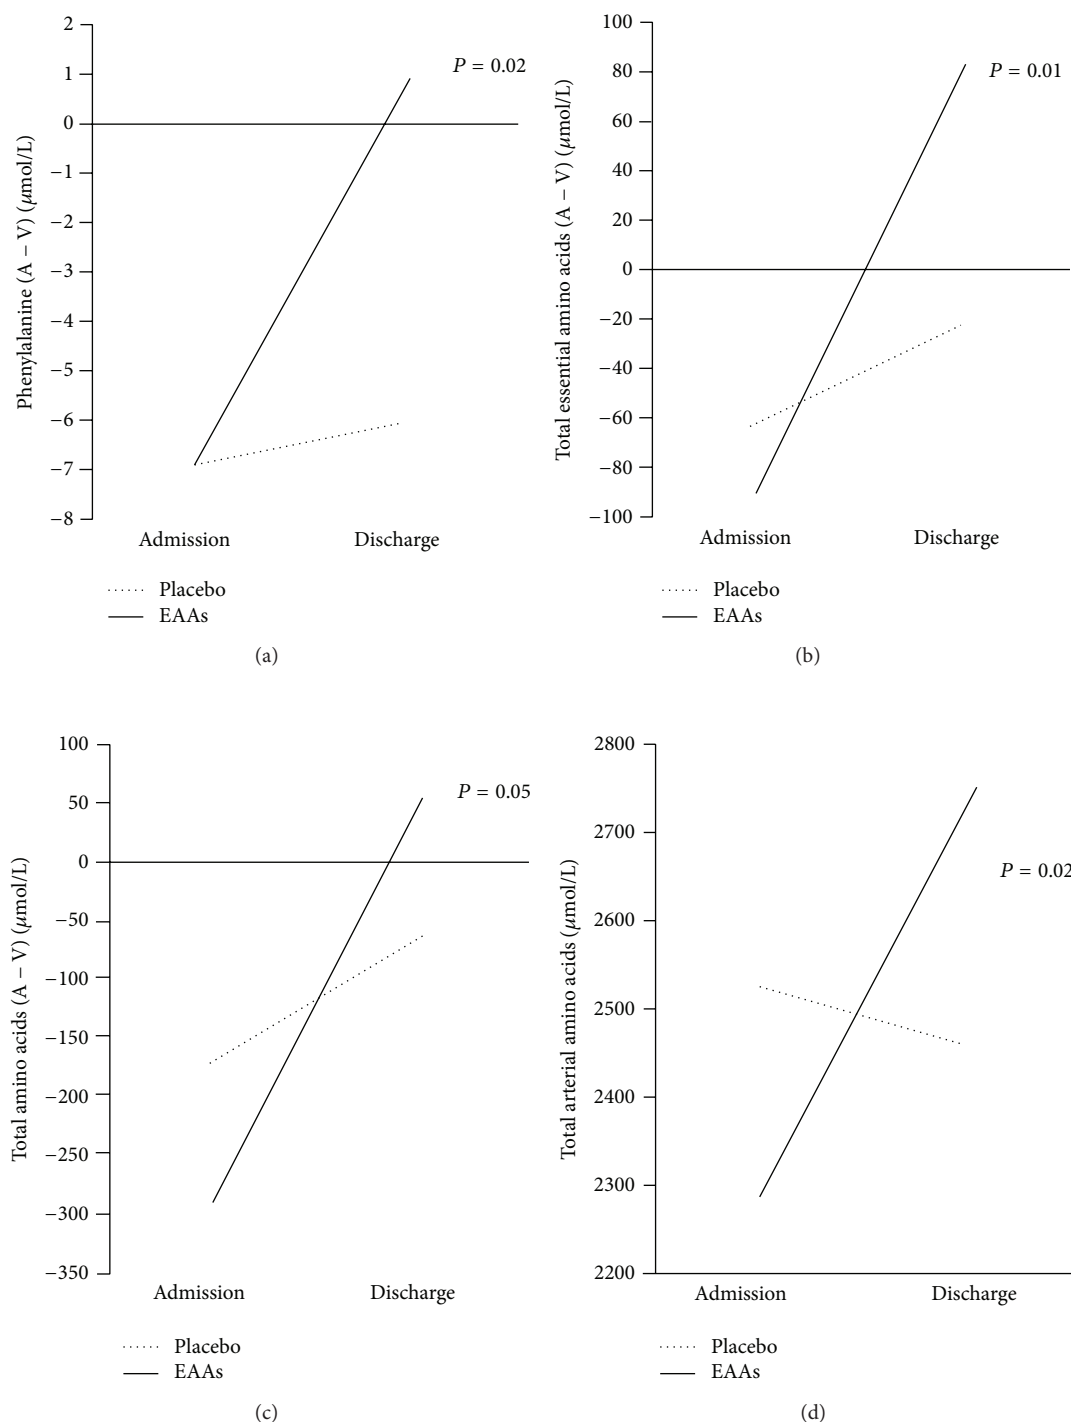 2
1
0
−1
−2
−3
−4
−5
−6
−7
−8
Phenylalanine (A − V) (μmol/L)
P = 0.02
Admission Discharge
Placebo
EAAs
(a)
100
80
60
40
20
0
−20
−40
−60
−80
−100
Total essential amino acids (A − V) (μmol/L)
P = 0.01
Admission Discharge
Placebo
EAAs
(b)
100
50
0
−50
−100
−150
−200
−250
−300
−350
Total amino acids (A − V) (μmol/L)
P = 0.05
Admission Discharge
Placebo
EAAs
(c)
2800
2700
2600
2500
2400
2300
2200
Total arterial amino acids (μmol/L)
P = 0.02
Admission Discharge
Placebo
EAAs
(d)